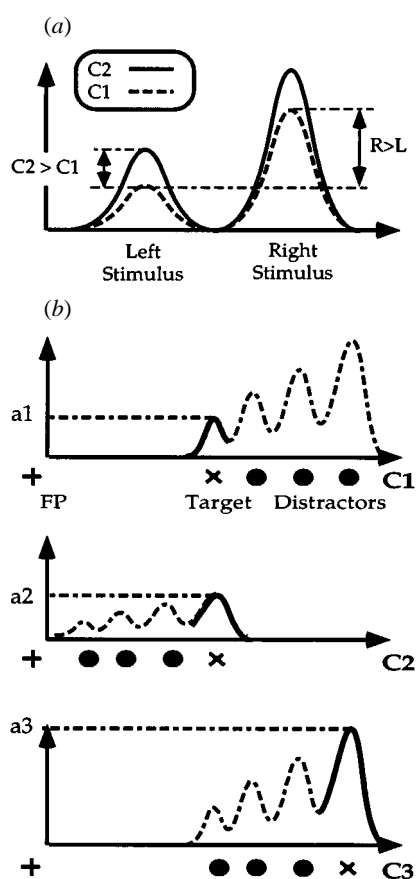 (a)
C2
C1
C2 > C1
R>L
Left
Stimulus
Right
Stimulus
(b)
a1
+ × C1
FP Target Distractors
a2
+ × C2
a3
+ × C3